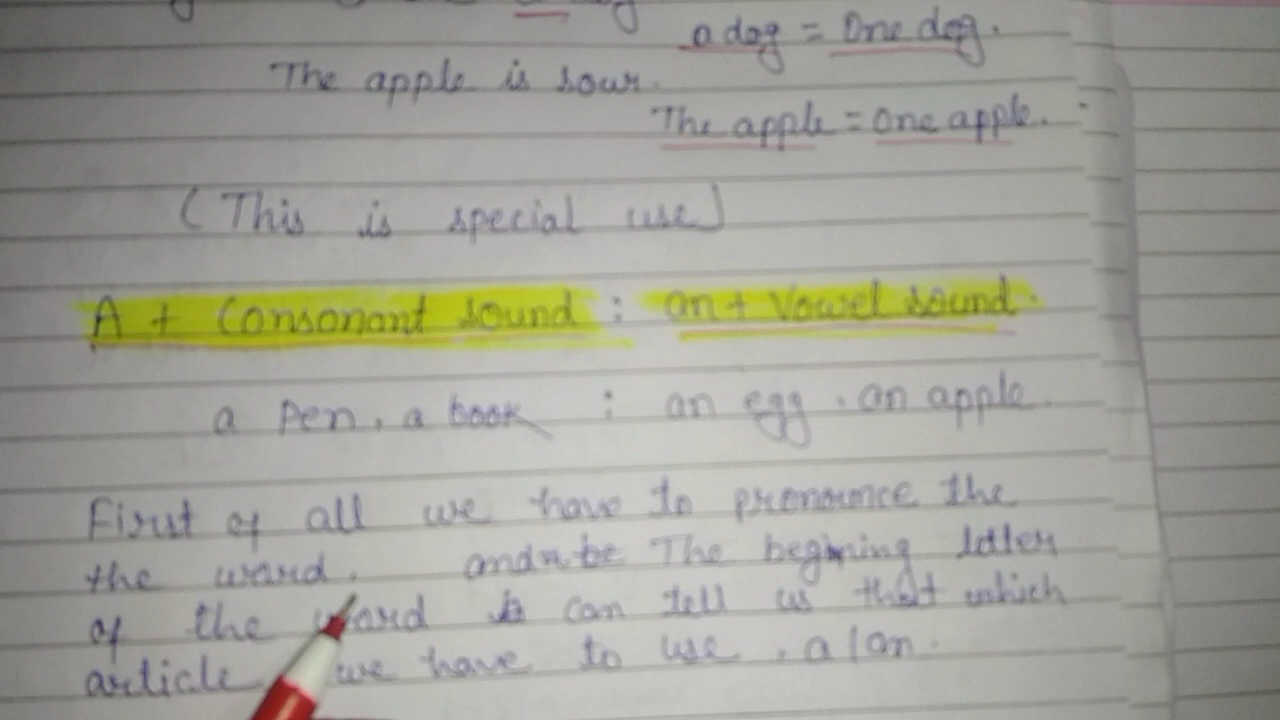 a dog = One dog.
The apple is sour.
The apple = One apple.
(This is special use)
A + Consonant sound : an + Vowel sound.
a Pen, a book : an egg. an apple.
First of all we have to pronounce the
the word. and The begining letter
of the word can tell us that which
article we have to use. a/an.